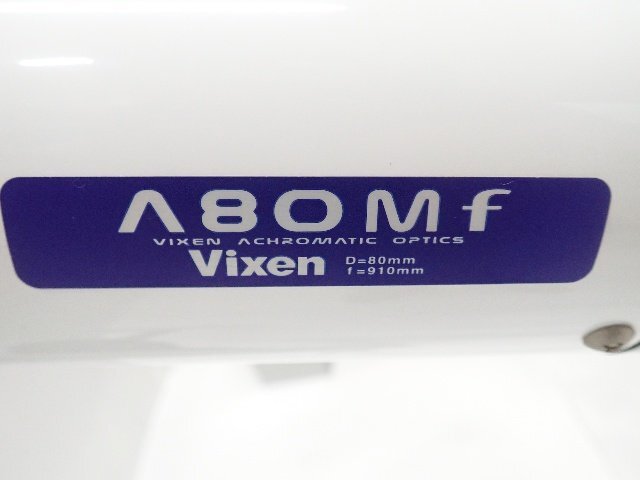 A80Mf
VIXEN ACHROMATIC OPTICS
Vixen
D=80mm
f=910mm